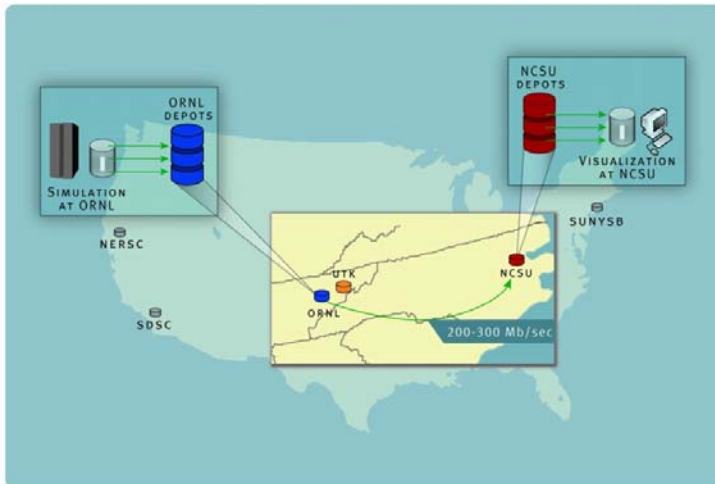 ORNL
DEPOTS
SIMULATION
AT ORNL
NCSU
DEPOTS
VISUALIZATION
AT NCSU
NERSC
SUNYSB
SDSC
UTK
ORNL
NCSU
200-300 Mb/sec